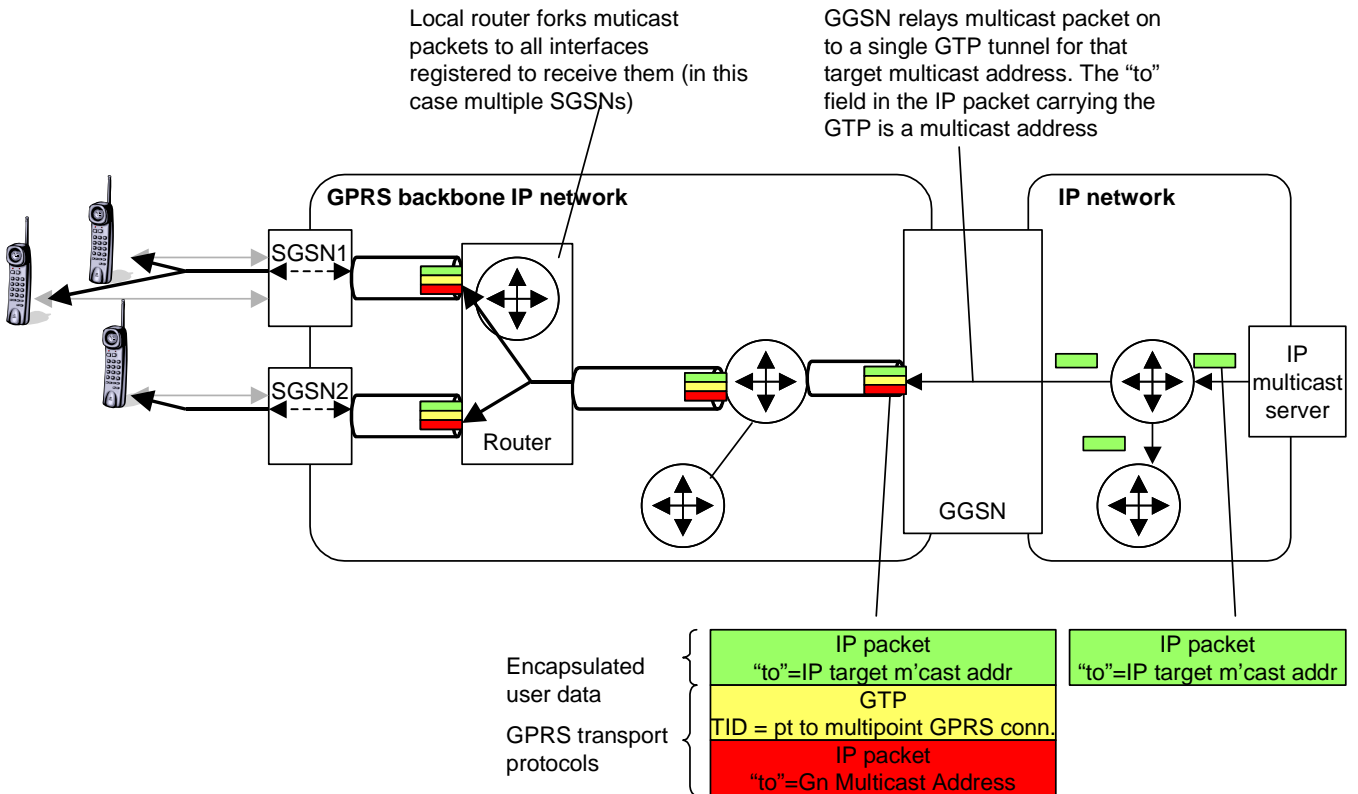 Local router forks muticast
packets to all interfaces
registered to receive them (in this
case multiple SGSNs)
GGSN relays multicast packet on
to a single GTP tunnel for that
target multicast address. The “to”
field in the IP packet carrying the
GTP is a multicast address
GPRS backbone IP network
IP network
SGSN1
SGSN2
Router
GGSN
IP
multicast
server
Encapsulated
user data
GPRS transport
protocols
IP packet
“to”=IP target m’cast addr
GTP
TID = pt to multipoint GPRS conn.
IP packet
“to”=Gn Multicast Address
IP packet
“to”=IP target m’cast addr